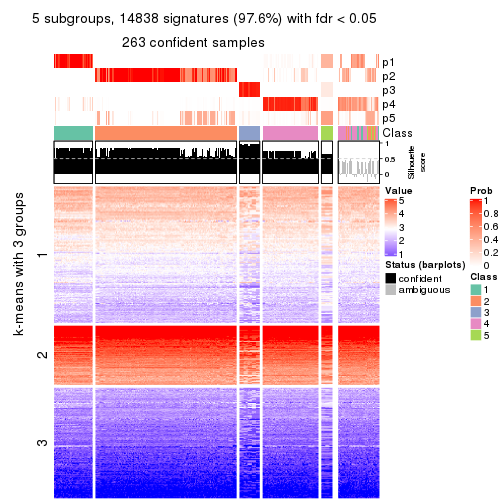 5 subgroups, 14838 signatures (97.6%) with fdr < 0.05
263 confident samples
p1
p2
p3
p4
p5
Class
1
0.5
0
Silhouette
score
k-means with 3 groups
1
2
3
Value
5
4
3
2
1
Status (barplots)
confident
ambiguous
Prob
1
0.8
0.6
0.4
0.2
0
Class
1
2
3
4
5